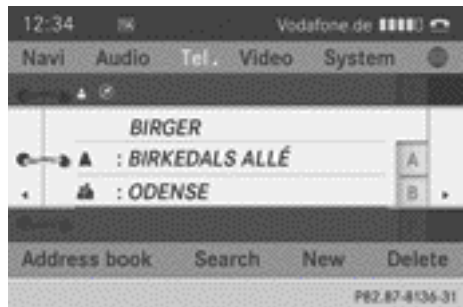 12:34 Vodafone.de
Navi Audio Tel. Video System
BIRGER
: BIRKEDALS ALLÉ A
: ODENSE B
Address book Search New Delete
P82.87-8136-31